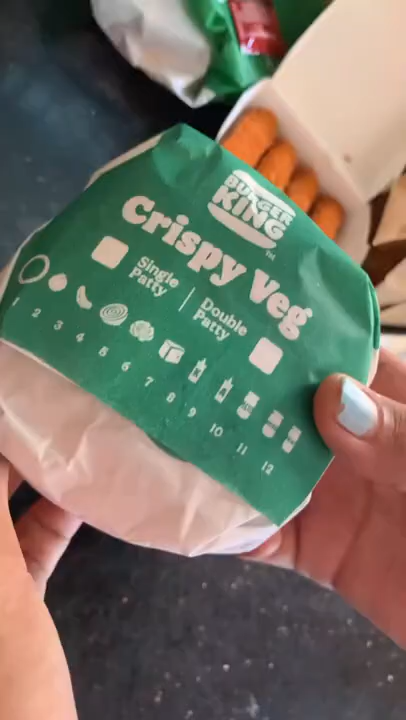 BURGER
KING
TM
Crispy Veg
Single
Patty
Double
Patty
1 2 3 4 5 6 7 8 9 10 11 12